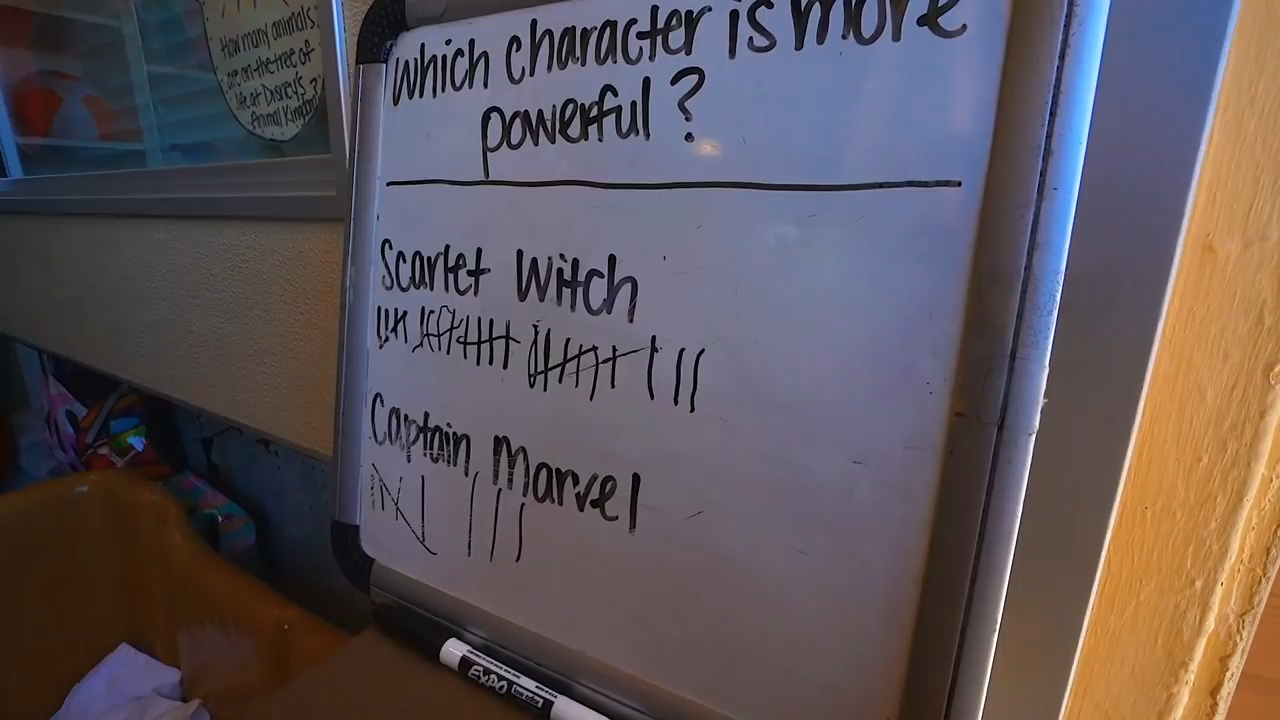 How many animals
are on the tree of
life at Disney's
Animal Kingdom?
Which character is more
powerful?
Scarlet Witch
Captain Marvel
EXPO